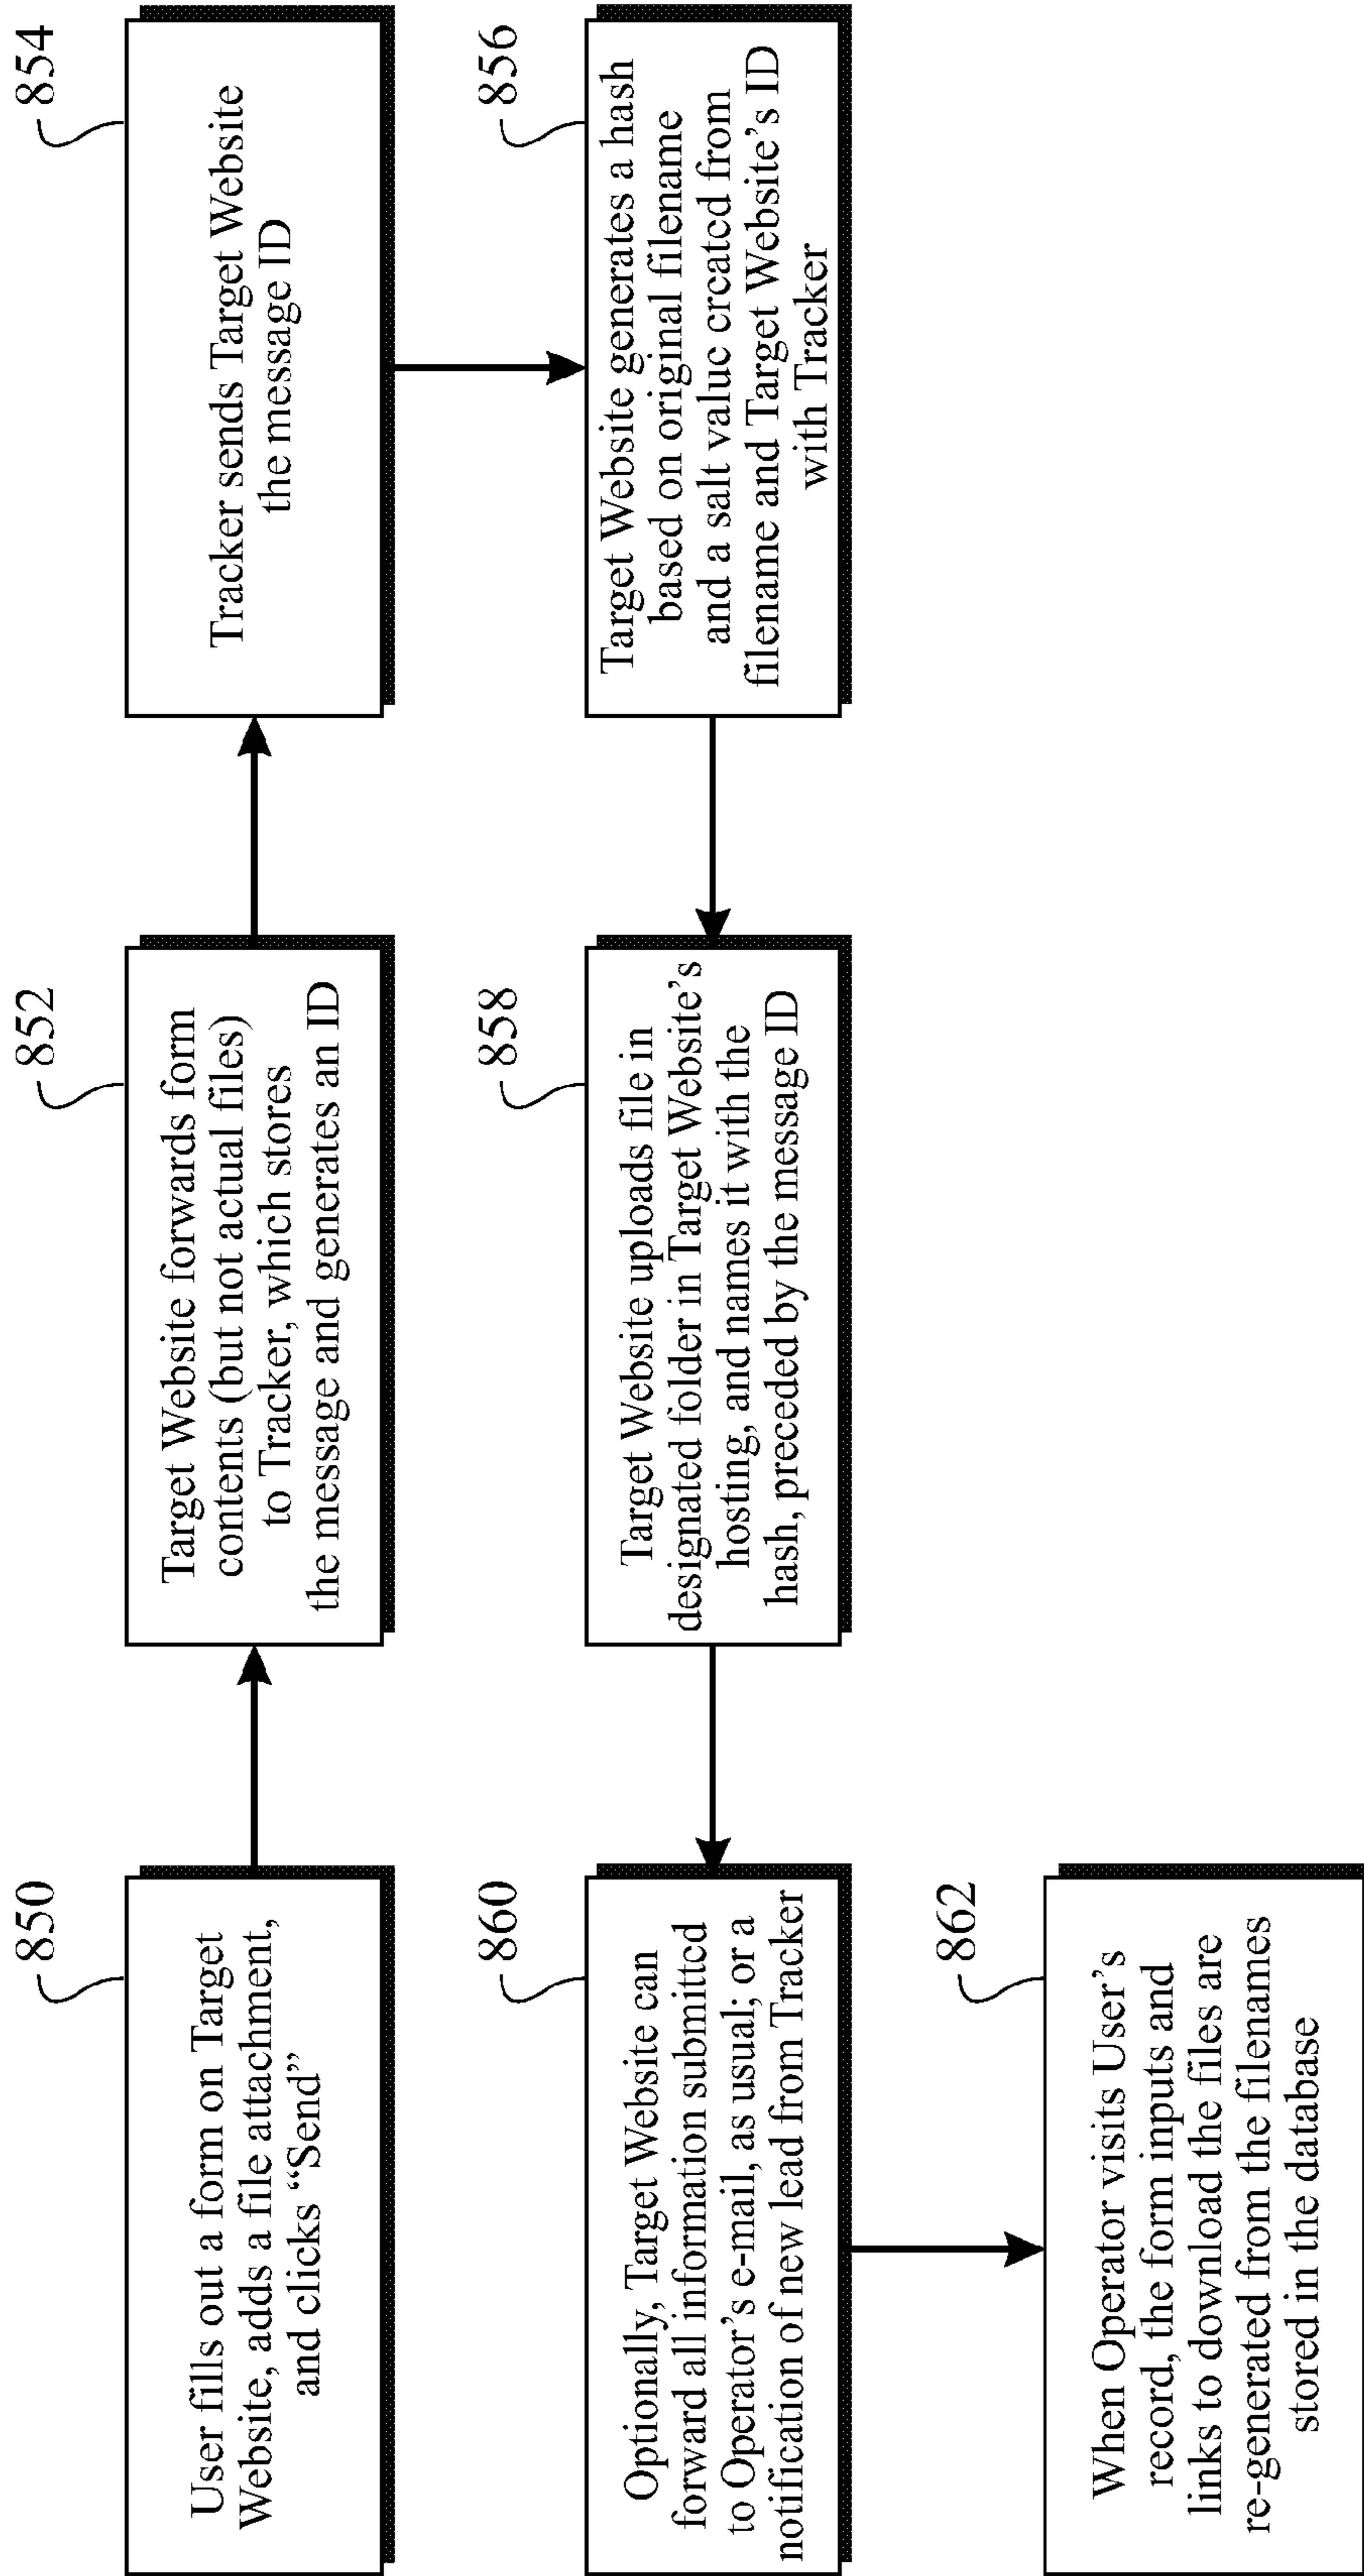 850
User fills out a form on Target
Website, adds a file attachment,
and clicks “Send”
852
Target Website forwards form
contents (but not actual files)
to Tracker, which stores
the message and generates an ID
854
Tracker sends Target Website
the message ID
856
Target Website generates a hash
based on original filename
and a salt value created from
filename and Target Website’s ID
with Tracker
858
Target Website uploads file in
designated folder in Target Website’s
hosting, and names it with the
hash, preceded by the message ID
860
Optionally, Target Website can
forward all information submitted
to Operator’s e-mail, as usual; or a
notification of new lead from Tracker
862
When Operator visits User’s
record, the form inputs and
links to download the files are
re-generated from the filenames
stored in the database